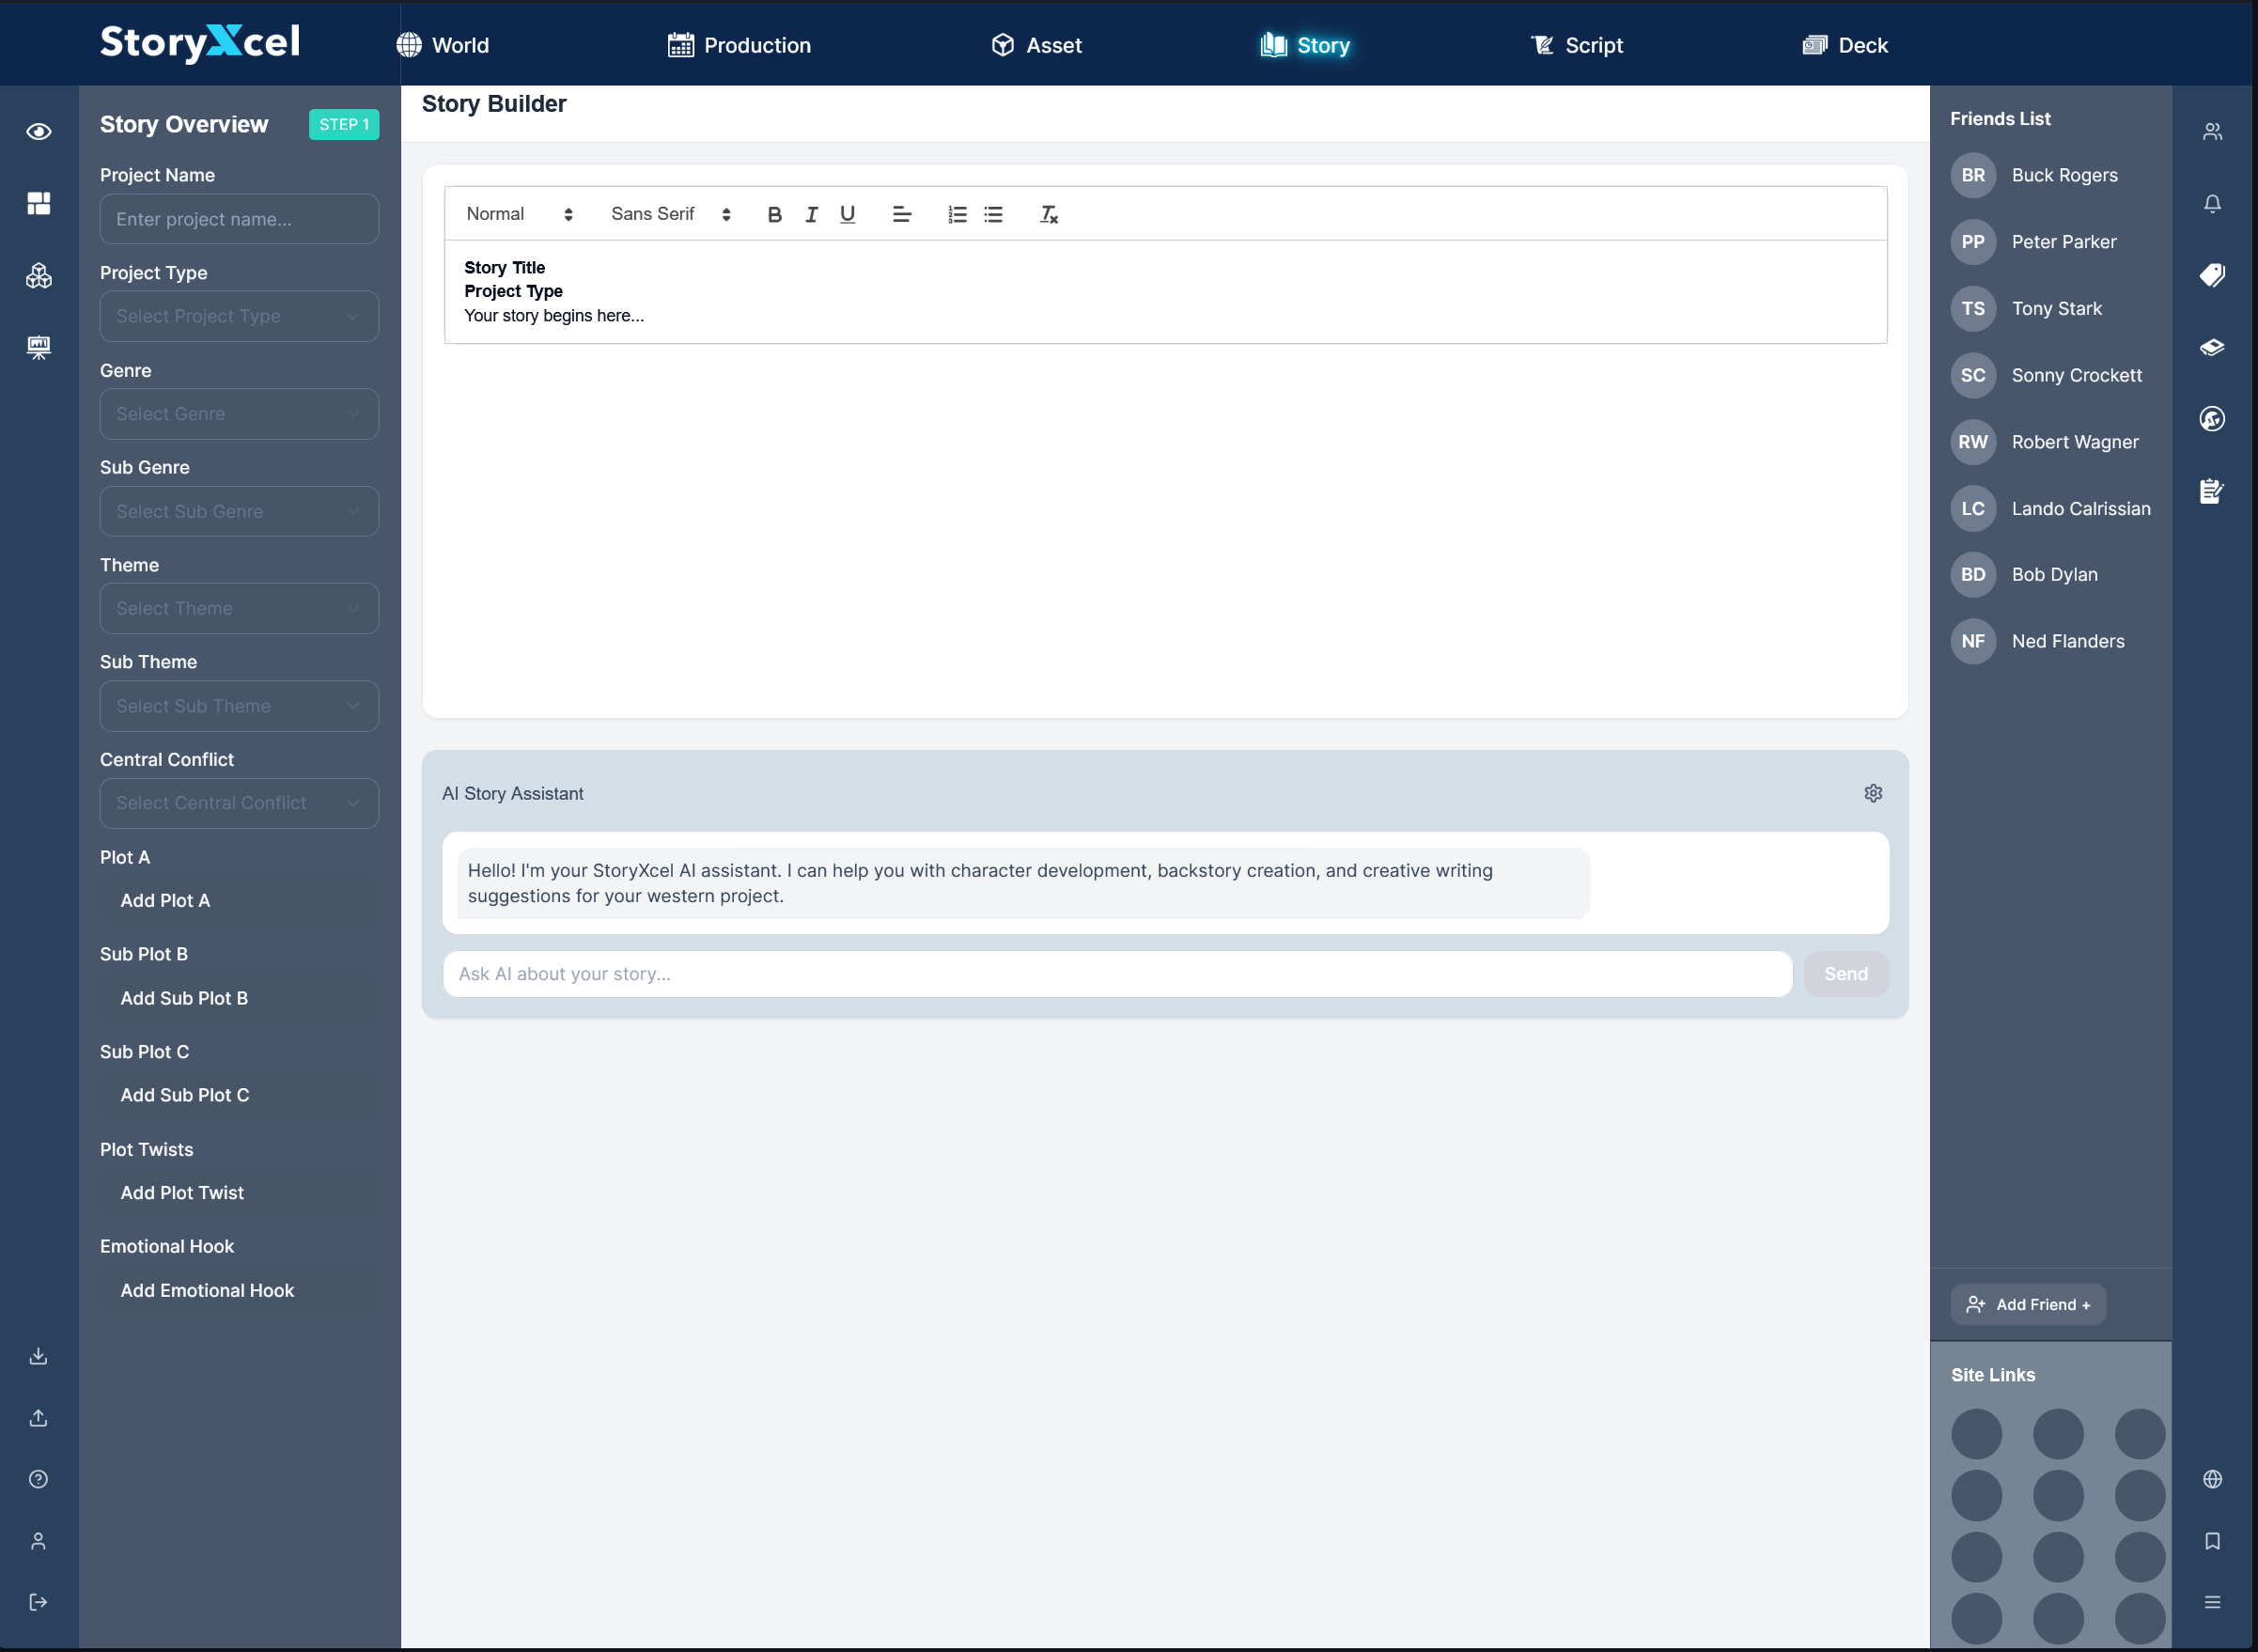 StoryXcel
World
Production
Asset
Story
Script
Deck
Story Overview
STEP 1
Project Name
Enter project name...
Project Type
Select Project Type
Genre
Select Genre
Sub Genre
Select Sub Genre
Theme
Select Theme
Sub Theme
Select Sub Theme
Central Conflict
Select Central Conflict
Plot A
Add Plot A
Sub Plot B
Add Sub Plot B
Sub Plot C
Add Sub Plot C
Plot Twists
Add Plot Twist
Emotional Hook
Add Emotional Hook
Story Builder
Normal
Sans Serif
Story Title
Project Type
Your story begins here...
AI Story Assistant
Hello! I'm your StoryXcel AI assistant. I can help you with character development, backstory creation, and creative writing
suggestions for your western project.
Ask AI about your story...
Send
Friends List
BR Buck Rogers
PP Peter Parker
TS Tony Stark
SC Sonny Crockett
RW Robert Wagner
LC Lando Calrissian
BD Bob Dylan
NF Ned Flanders
Add Friend +
Site Links